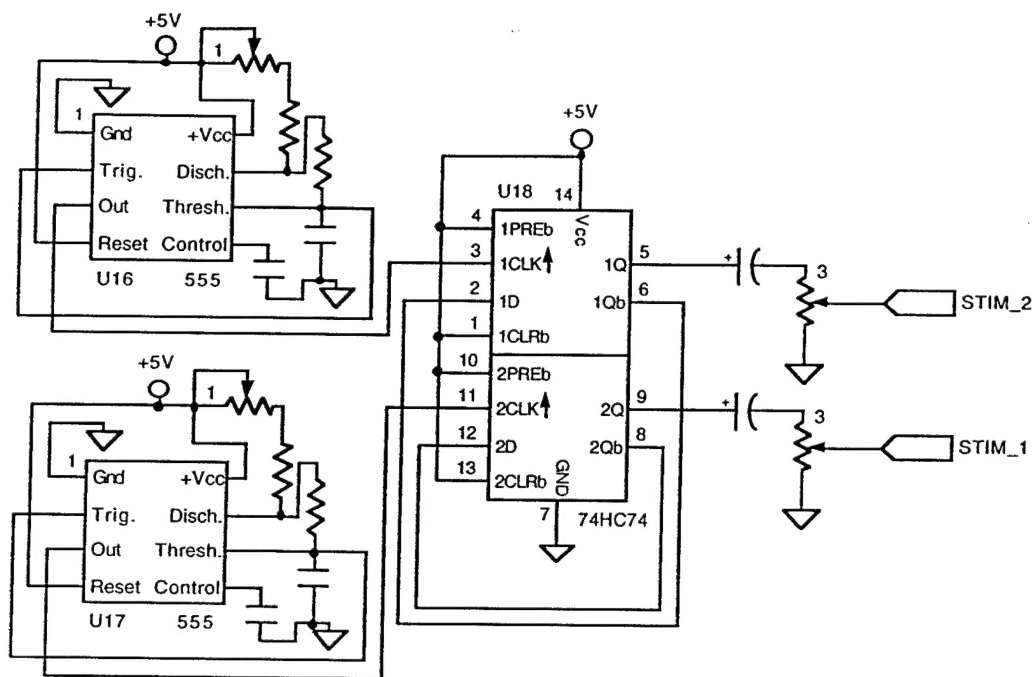 +5V
1
1
Gnd
+Vcc
Trig.
Disch.
Out
Thresh.
Reset
Control
U16
555
+5V
U18
14
Vcc
4
1PREb
3
1CLK
1Q
5
2
1D
1Qb
6
1
1CLRb
10
2PREb
11
2CLK
2Q
9
12
2D
2Qb
8
13
2CLRb
GND
7
74HC74
+
3
STIM_2
+
3
STIM_1
+5V
1
1
Gnd
+Vcc
Trig.
Disch.
Out
Thresh.
Reset
Control
U17
555